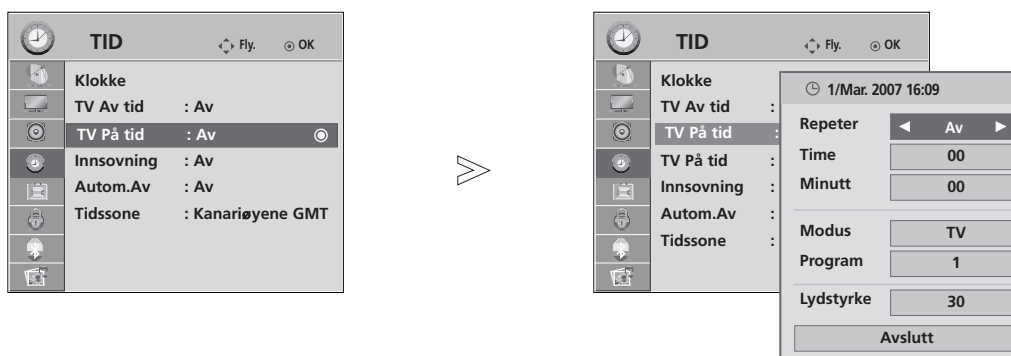 TID Fly. OK
Klokke
TV Av tid : Av
TV På tid : Av
Innsovning : Av
Autom.Av : Av
Tidssone : Kanariøyene GMT
TID Fly. OK
Klokke
TV Av tid :
TV På tid :
TV På tid :
Innsovning :
Autom.Av :
Tidssone :
1/Mar. 2007 16:09
Repeter ◀ Av ▶
Time 00
Minutt 00
Modus TV
Program 1
Lydstyrke 30
Avslutt